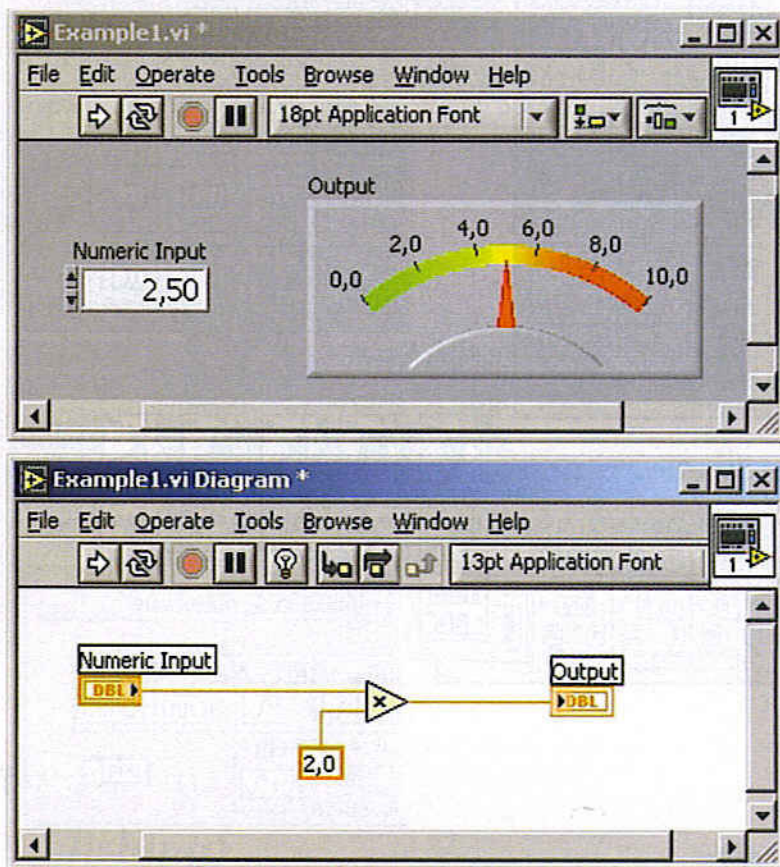 Example1.vi *
File Edit Operate Tools Browse Window Help
18pt Application Font
1
Output
Numeric Input
2,50
0,0 2,0 4,0 6,0 8,0 10,0
Example1.vi Diagram *
File Edit Operate Tools Browse Window Help
13pt Application Font
1
Numeric Input
DBL
×
2,0
Output
DBL